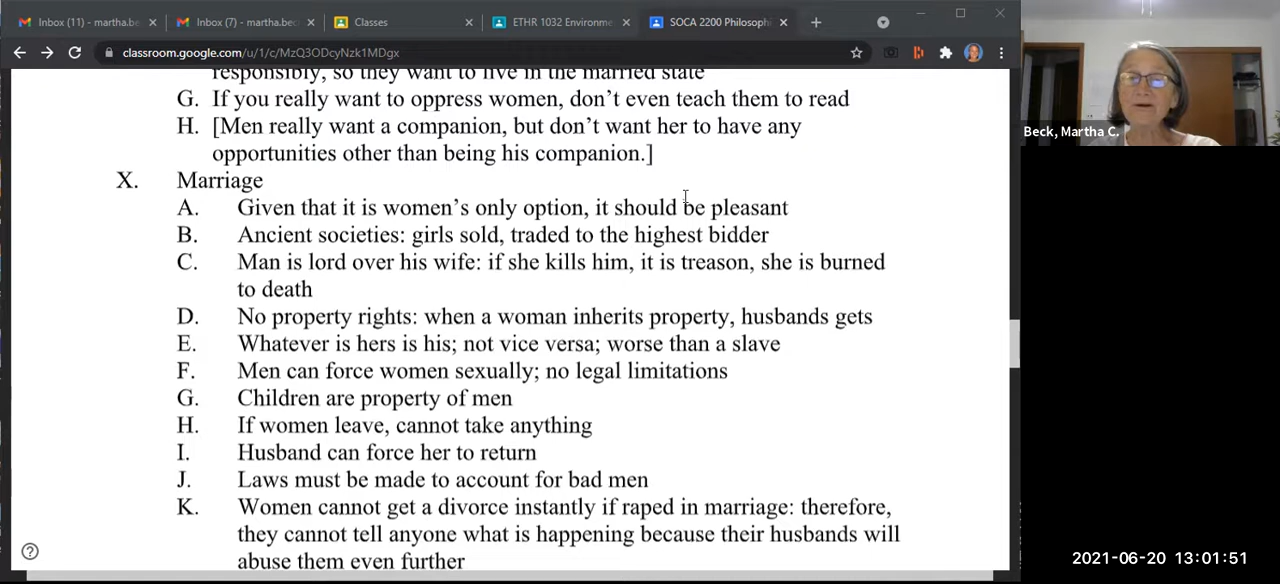 Inbox (11) - martha.be
Inbox (7) - martha.bec
Classes
ETHR 1032 Environme
SOCA 2200 Philosoph
classroom.google.com/u/1/c/MzQ3ODcyNzk1MDgx
responsibly, so they want to live in the married state
G. If you really want to oppress women, don't even teach them to read
H. [Men really want a companion, but don't want her to have any
opportunities other than being his companion.]
X. Marriage
A. Given that it is women's only option, it should be pleasant
B. Ancient societies: girls sold, traded to the highest bidder
C. Man is lord over his wife: if she kills him, it is treason, she is burned
to death
D. No property rights: when a woman inherits property, husbands gets
E. Whatever is hers is his; not vice versa; worse than a slave
F. Men can force women sexually; no legal limitations
G. Children are property of men
H. If women leave, cannot take anything
I. Husband can force her to return
J. Laws must be made to account for bad men
K. Women cannot get a divorce instantly if raped in marriage: therefore,
they cannot tell anyone what is happening because their husbands will
abuse them even further
Beck, Martha C.
2021-06-20 13:01:51